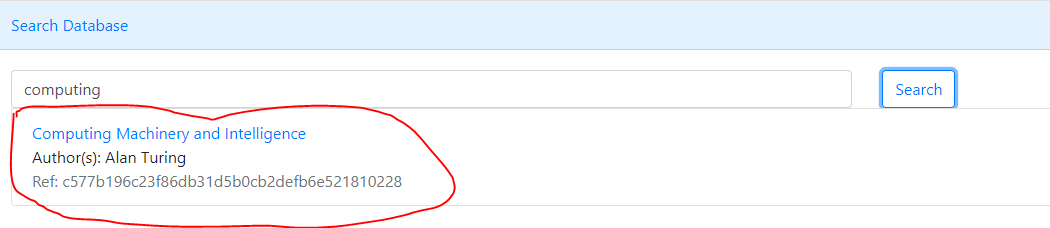 Search Database
computing
Search
Computing Machinery and Intelligence
Author(s): Alan Turing
Ref: c577b196c23f86db31d5b0cb2defb6e521810228